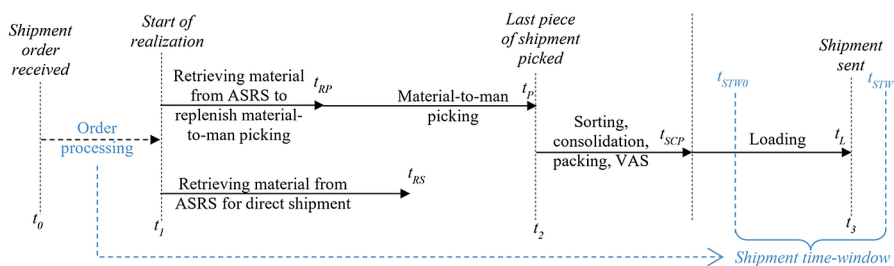 Shipment
order
received
Start of
realization
Last piece
of shipment
picked
Shipment
sent
Retrieving material
from ASRS to
replenish material-
to-man picking
t_RP
Material-to-man
picking
t_P
t_STW0
t_STW
Order
processing
Sorting,
consolidation,
packing, VAS
t_SCP
Loading
t_L
Retrieving material from
ASRS for direct shipment
t_RS
t_0
t_1
t_2
t_3
Shipment time-window